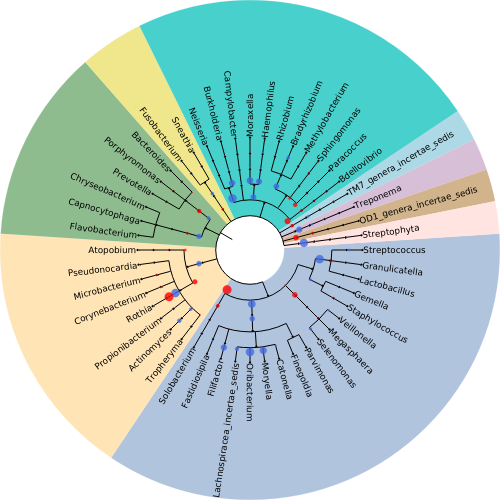 Fusobacterium
Sneathia
Neisseria
Burkholderia
Campylobacter
Moraxella
Haemophilus
Rhizobium
Bradyrhizobium
Methylobacterium
Sphingomonas
Paracoccus
Bdellovibrio
TM7_genera_incertae_sedis
Treponema
OD1_genera_incertae_sedis
Streptophyta
Streptococcus
Granulicatella
Lactobacillus
Gemella
Staphylococcus
Veillonella
Megasphaera
Selenomonas
Parvimonas
Finegoldia
Catonella
Moryella
Oribacterium
Lachnospiracea_incertae_sedis
Filifactor
Fastidiosipila
Solobacterium
Tropheryma
Actinomyces
Propionibacterium
Rothia
Corynebacterium
Microbacterium
Pseudonocardia
Atopobium
Flavobacterium
Capnocytophaga
Chryseobacterium
Prevotella
Porphyromonas
Bacteroides